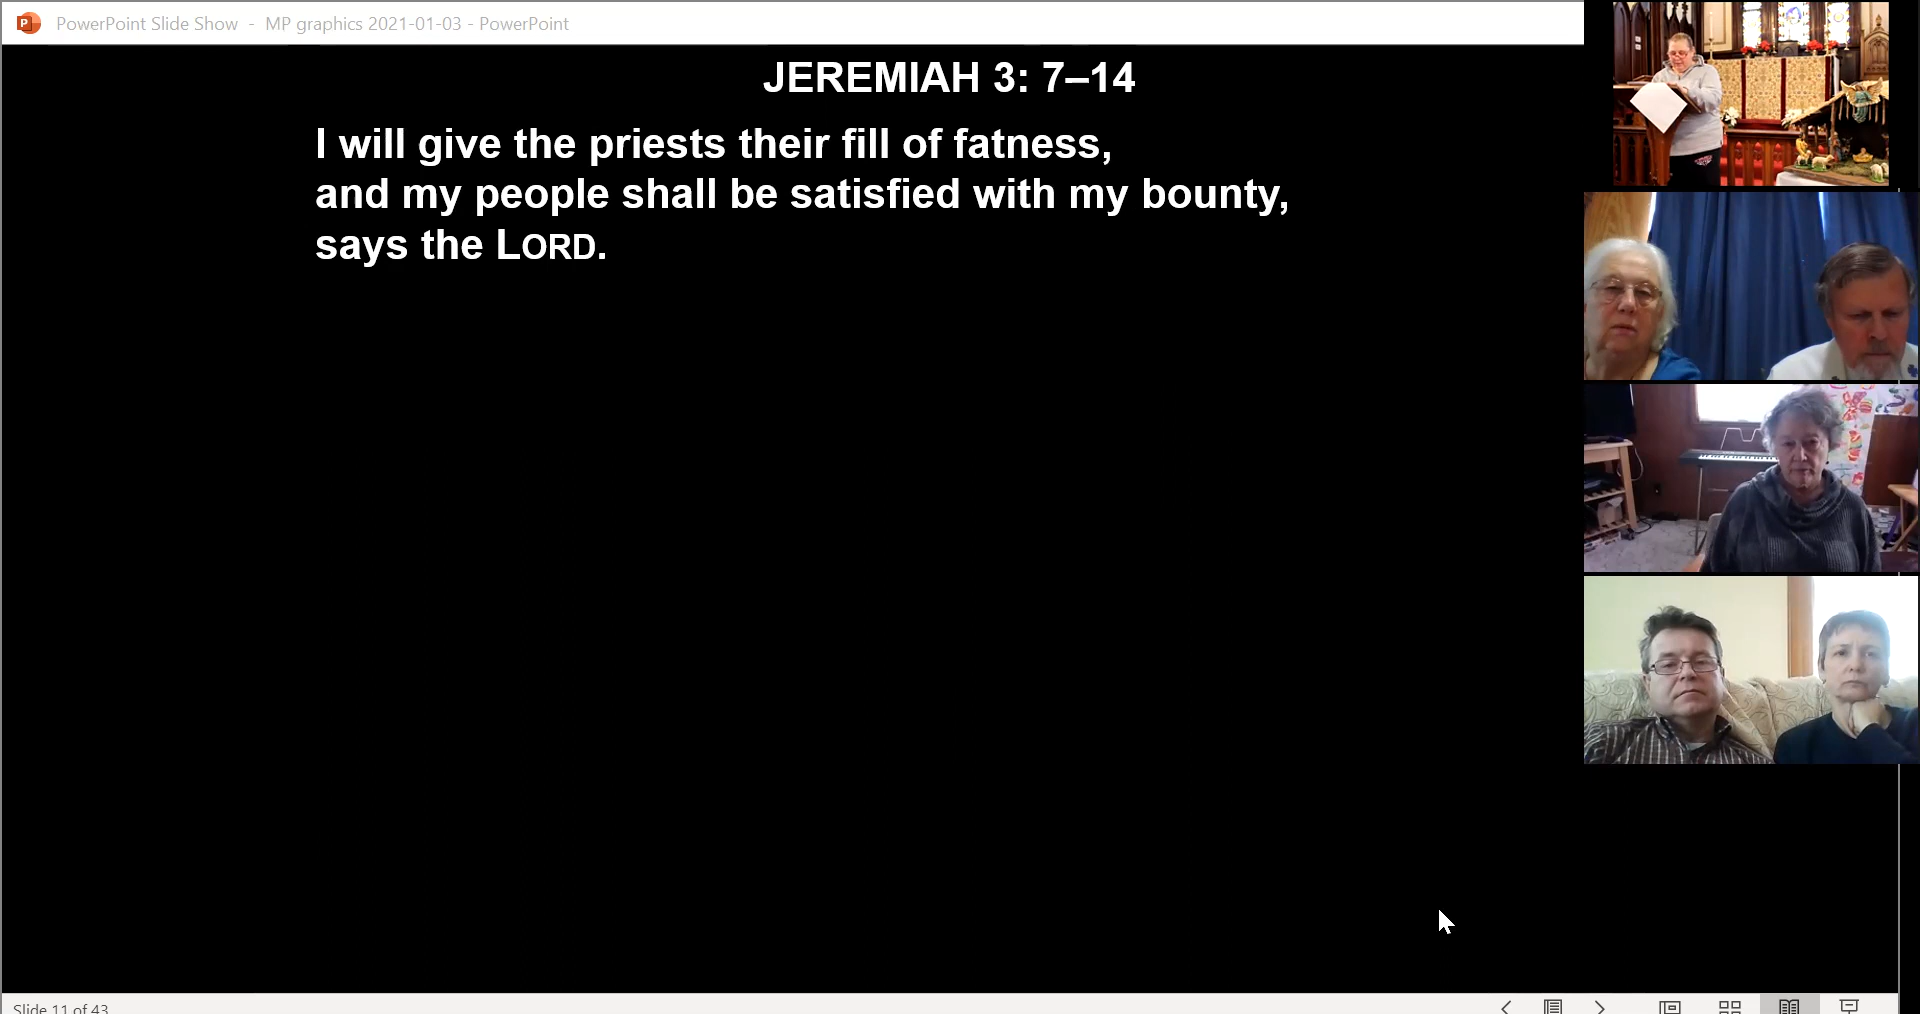 PowerPoint Slide Show - MP graphics 2021-01-03 - PowerPoint
JEREMIAH 3: 7–14
I will give the priests their fill of fatness,
and my people shall be satisfied with my bounty,
says the LORD.
Slide 11 of 43